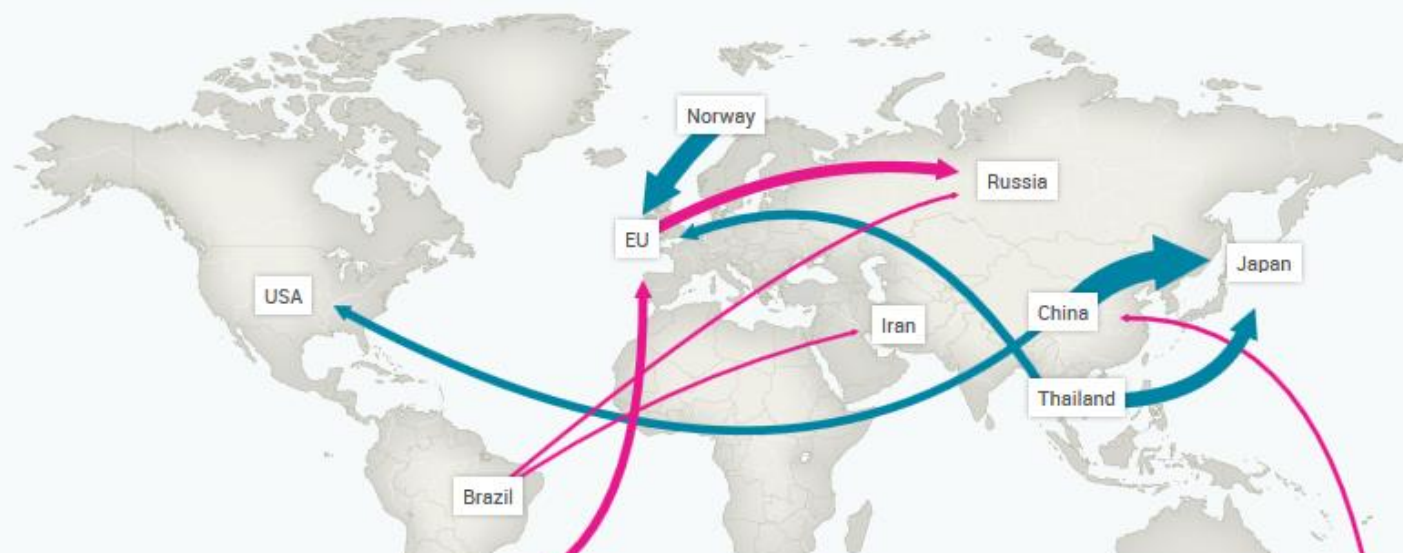 Norway
Russia
EU
Japan
USA
China
Iran
Thailand
Brazil